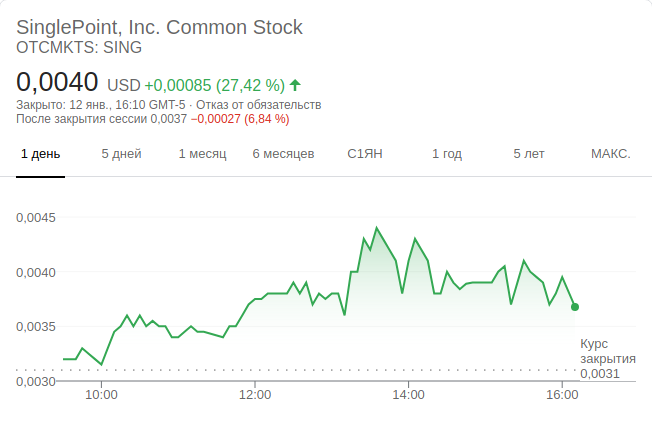 SinglePoint, Inc. Common Stock
OTCMKTS: SING
0,0040 USD +0,00085 (27,42 %)
Закрыто: 12 янв., 16:10 GMT-5 · Отказ от обязательств
После закрытия сессии 0,0037 −0,00027 (6,84 %)
1 день 5 дней 1 месяц 6 месяцев С1ЯН 1 год 5 лет МАКС.
0,0045
0,0040
0,0035
Курс
закрытия
0,0031
0,0030
10:00 12:00 14:00 16:00